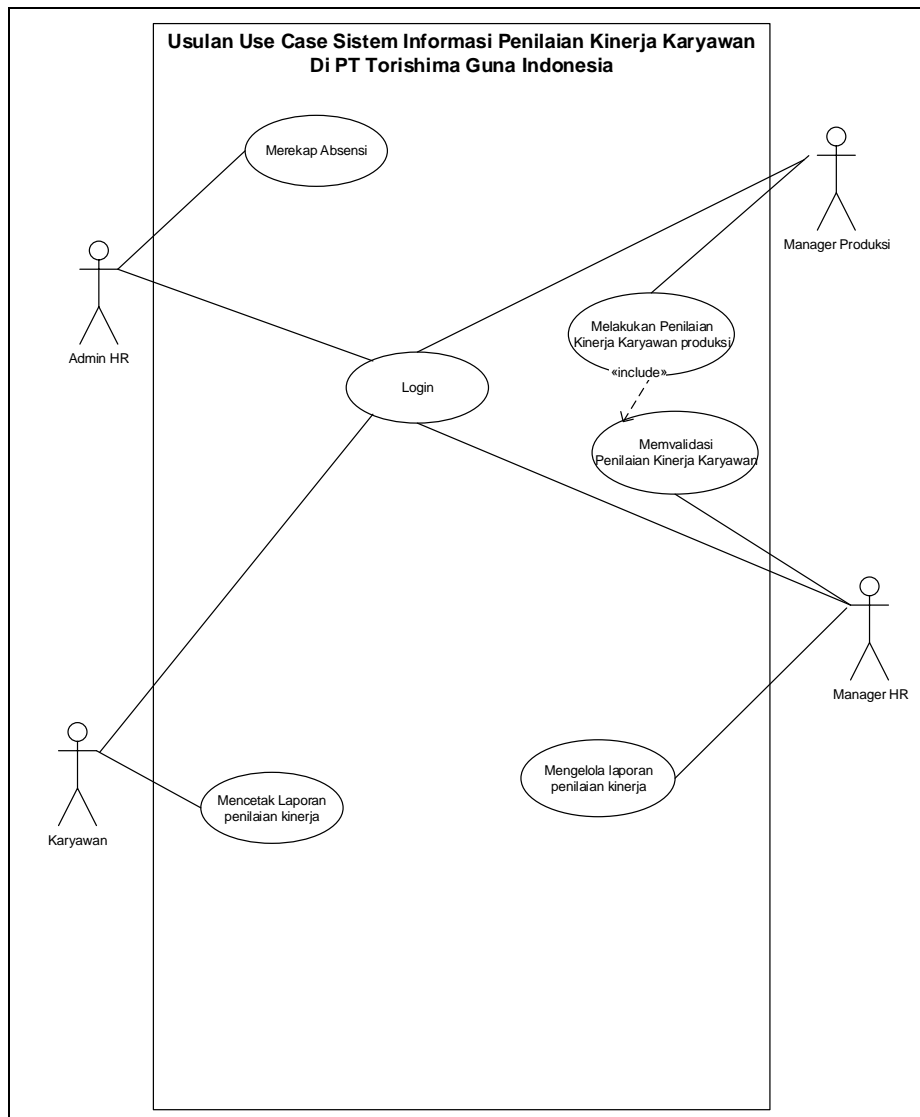 Usulan Use Case Sistem Informasi Penilaian Kinerja Karyawan
Di PT Torishima Guna Indonesia
Merekap Absensi
Manager Produksi
Admin HR
Melakukan Penilaian
Kinerja Karyawan produksi
«include»
Login
Memvalidasi
Penilaian Kinerja Karyawan
Manager HR
Karyawan
Mencetak Laporan
penilaian kinerja
Mengelola laporan
penilaian kinerja